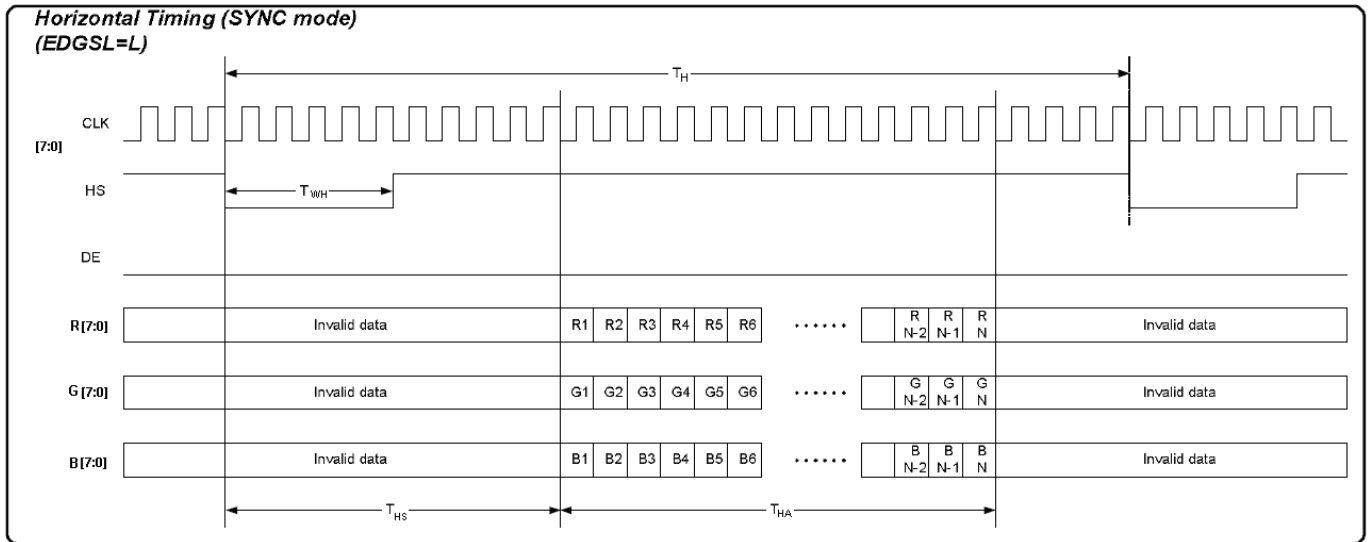 Horizontal Timing (SYNC mode)
(EDGSL=L)
TH
CLK
[7:0]
HS
TWH
DE
R[7:0] Invalid data R1 R2 R3 R4 R5 R6 ...... R N-2 R N-1 R N Invalid data
G[7:0] Invalid data G1 G2 G3 G4 G5 G6 ...... G N-2 G N-1 G N Invalid data
B[7:0] Invalid data B1 B2 B3 B4 B5 B6 ...... B N-2 B N-1 B N Invalid data
THS THA